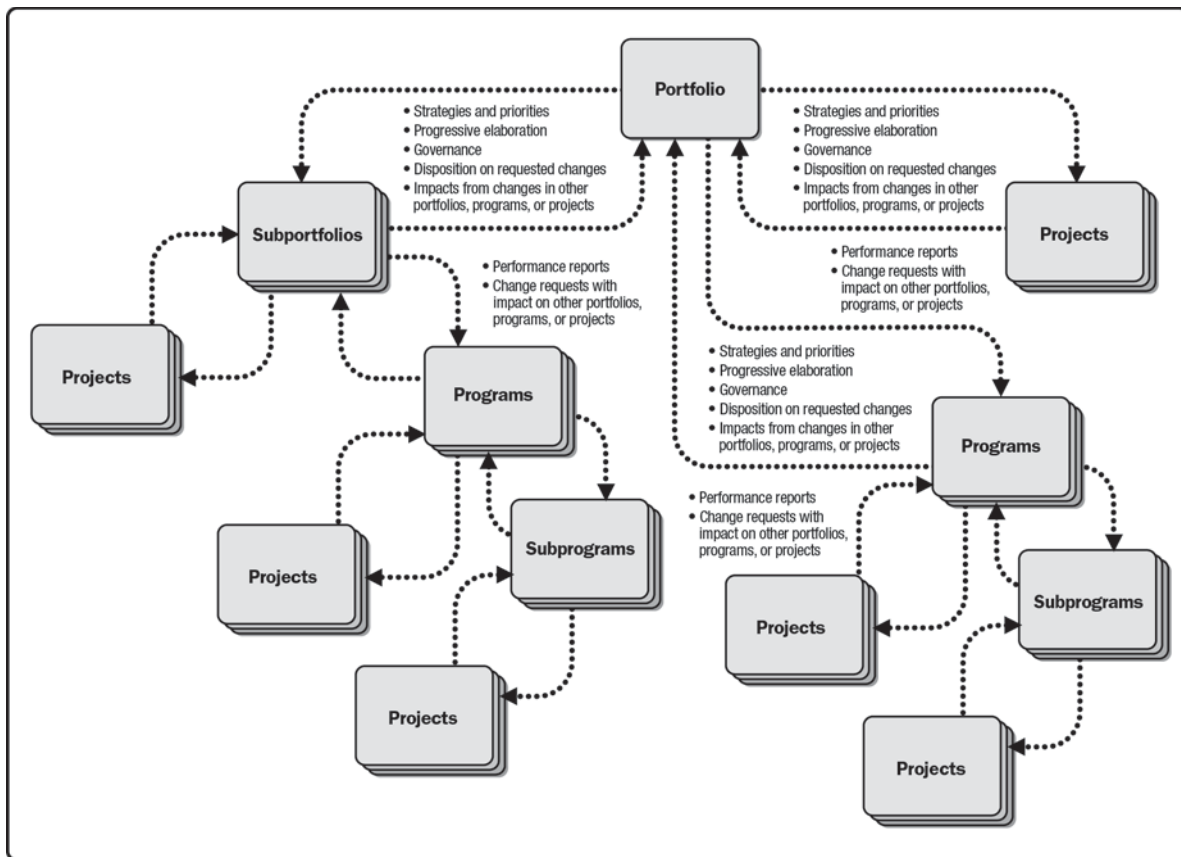 Portfolio
• Strategies and priorities
• Progressive elaboration
• Governance
• Disposition on requested changes
• Impacts from changes in other
portfolios, programs, or projects
• Strategies and priorities
• Progressive elaboration
• Governance
• Disposition on requested changes
• Impacts from changes in other
portfolios, programs, or projects
Subportfolios
Projects
• Performance reports
• Change requests with
impact on other portfolios,
programs, or projects
• Performance reports
• Change requests with
impact on other portfolios,
programs, or projects
Projects
Programs
• Strategies and priorities
• Progressive elaboration
• Governance
• Disposition on requested changes
• Impacts from changes in other
portfolios, programs, or projects
Programs
• Performance reports
• Change requests with
impact on other portfolios,
programs, or projects
Projects
Subprograms
Projects
Subprograms
Projects
Projects